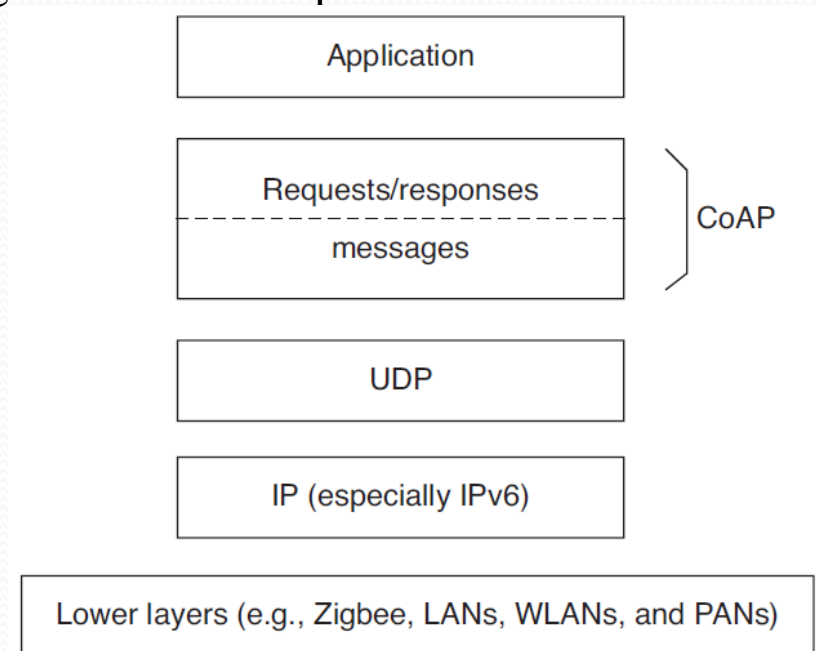 Application
Requests/responses
messages
CoAP
UDP
IP (especially IPv6)
Lower layers (e.g., Zigbee, LANs, WLANs, and PANs)